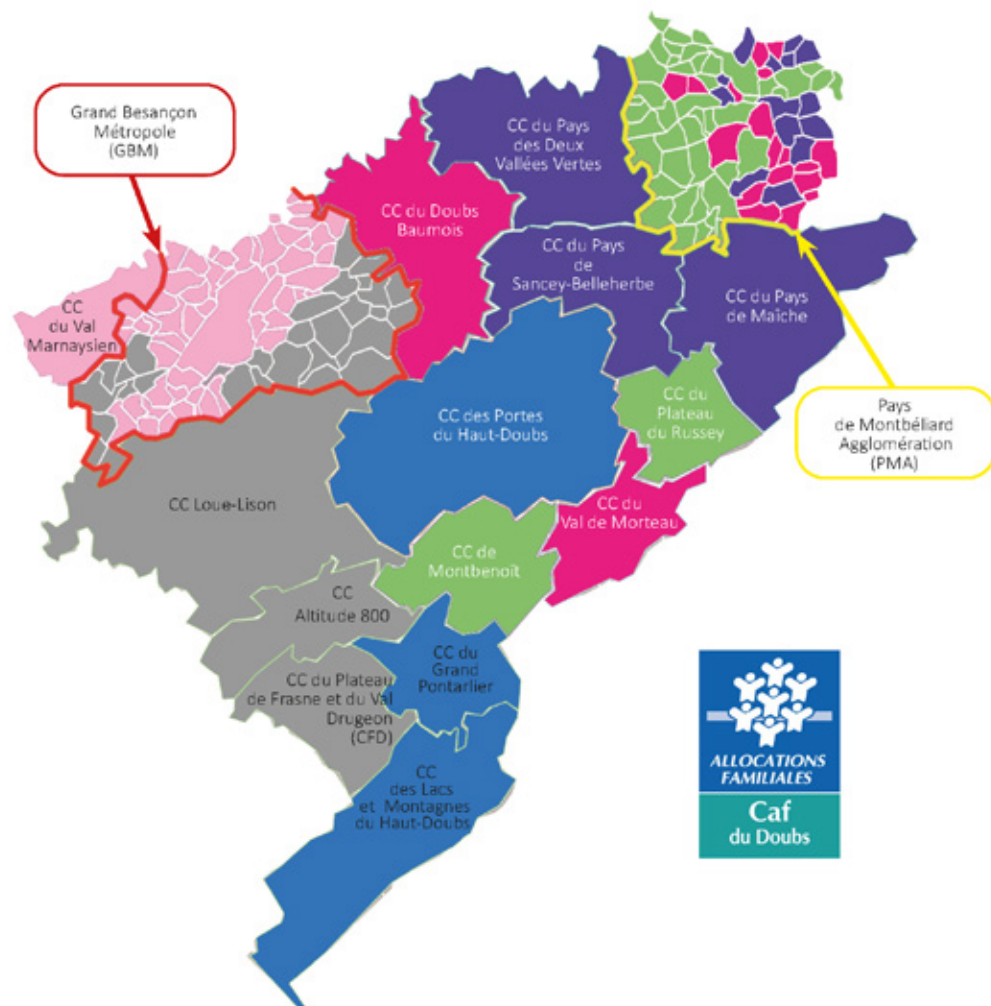 Grand Besançon
Métropole
(GBM)
CC du Pays
des Deux
Vallées Vertes
CC du Doubs
Baumois
CC du Pays
de
Sancey-Belleherbe
CC du Pays
de Maîche
CC
du Val
Marnaysien
CC des Portes
du Haut-Doubs
CC du
Plateau
du Russey
Pays
de Montbéliard
Agglomération
(PMA)
CC Loue-Lison
CC du
Val de Morteau
CC de
Montbenoît
CC
Altitude 800
CC du
Grand
Pontarlier
CC du Plateau
de Frasne et du Val
Drugeon
(CFD)
CC
des Lacs
et Montagnes
du Haut-Doubs
ALLOCATIONS
FAMILIALES
Caf
du Doubs